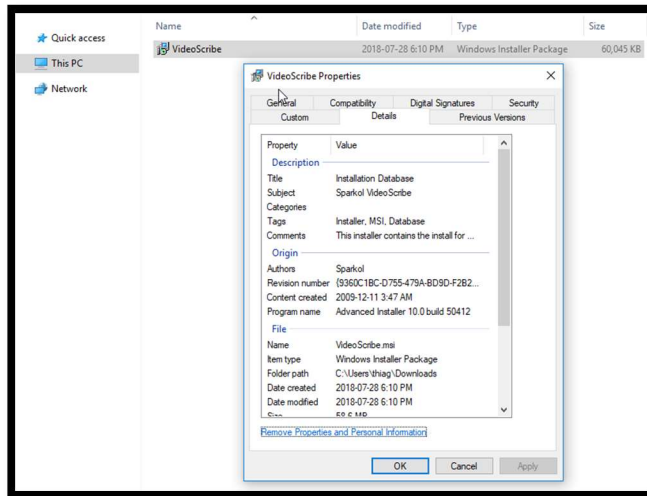 Name Date modified Type Size
Quick access
VideoScribe 2018-07-28 6:10 PM Windows Installer Package 60,045 KB
This PC
Network
VideoScribe Properties
General Compatibility Digital Signatures Security
Custom Details Previous Versions
Property Value
Description
Title Installation Database
Subject Sparkol VideoScribe
Categories
Tags Installer, MSI, Database
Comments This installer contains the install for ...
Origin
Authors Sparkol
Revision number {9360C1BC-D755-479A-BD9D-F2B2...
Content created 2009-12-11 3:47 AM
Program name Advanced Installer 10.0 build 50412
File
Name VideoScribe.msi
Item type Windows Installer Package
Folder path C:\Users\thiag\Downloads
Date created 2018-07-28 6:10 PM
Date modified 2018-07-28 6:10 PM
Size 58.6 MB
Remove Properties and Personal Information
OK Cancel Apply